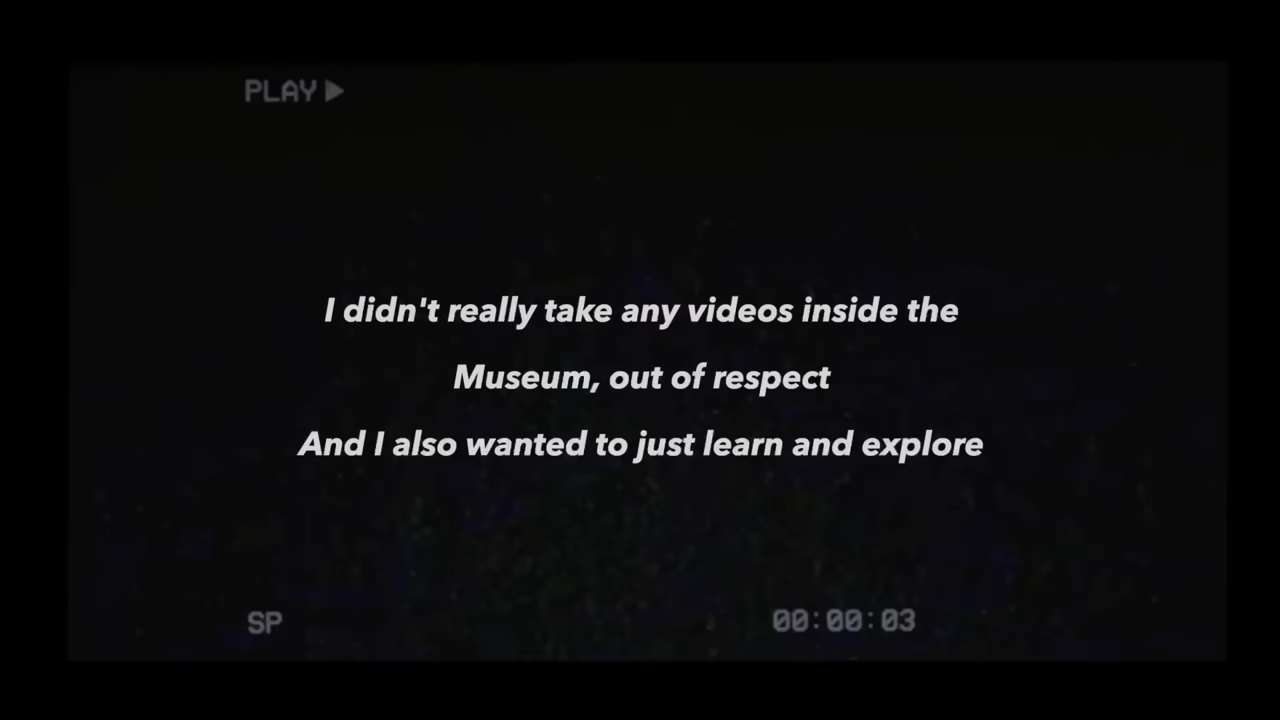 PLAY ▶
I didn't really take any videos inside the
Museum, out of respect
And I also wanted to just learn and explore
SP
00:00:03